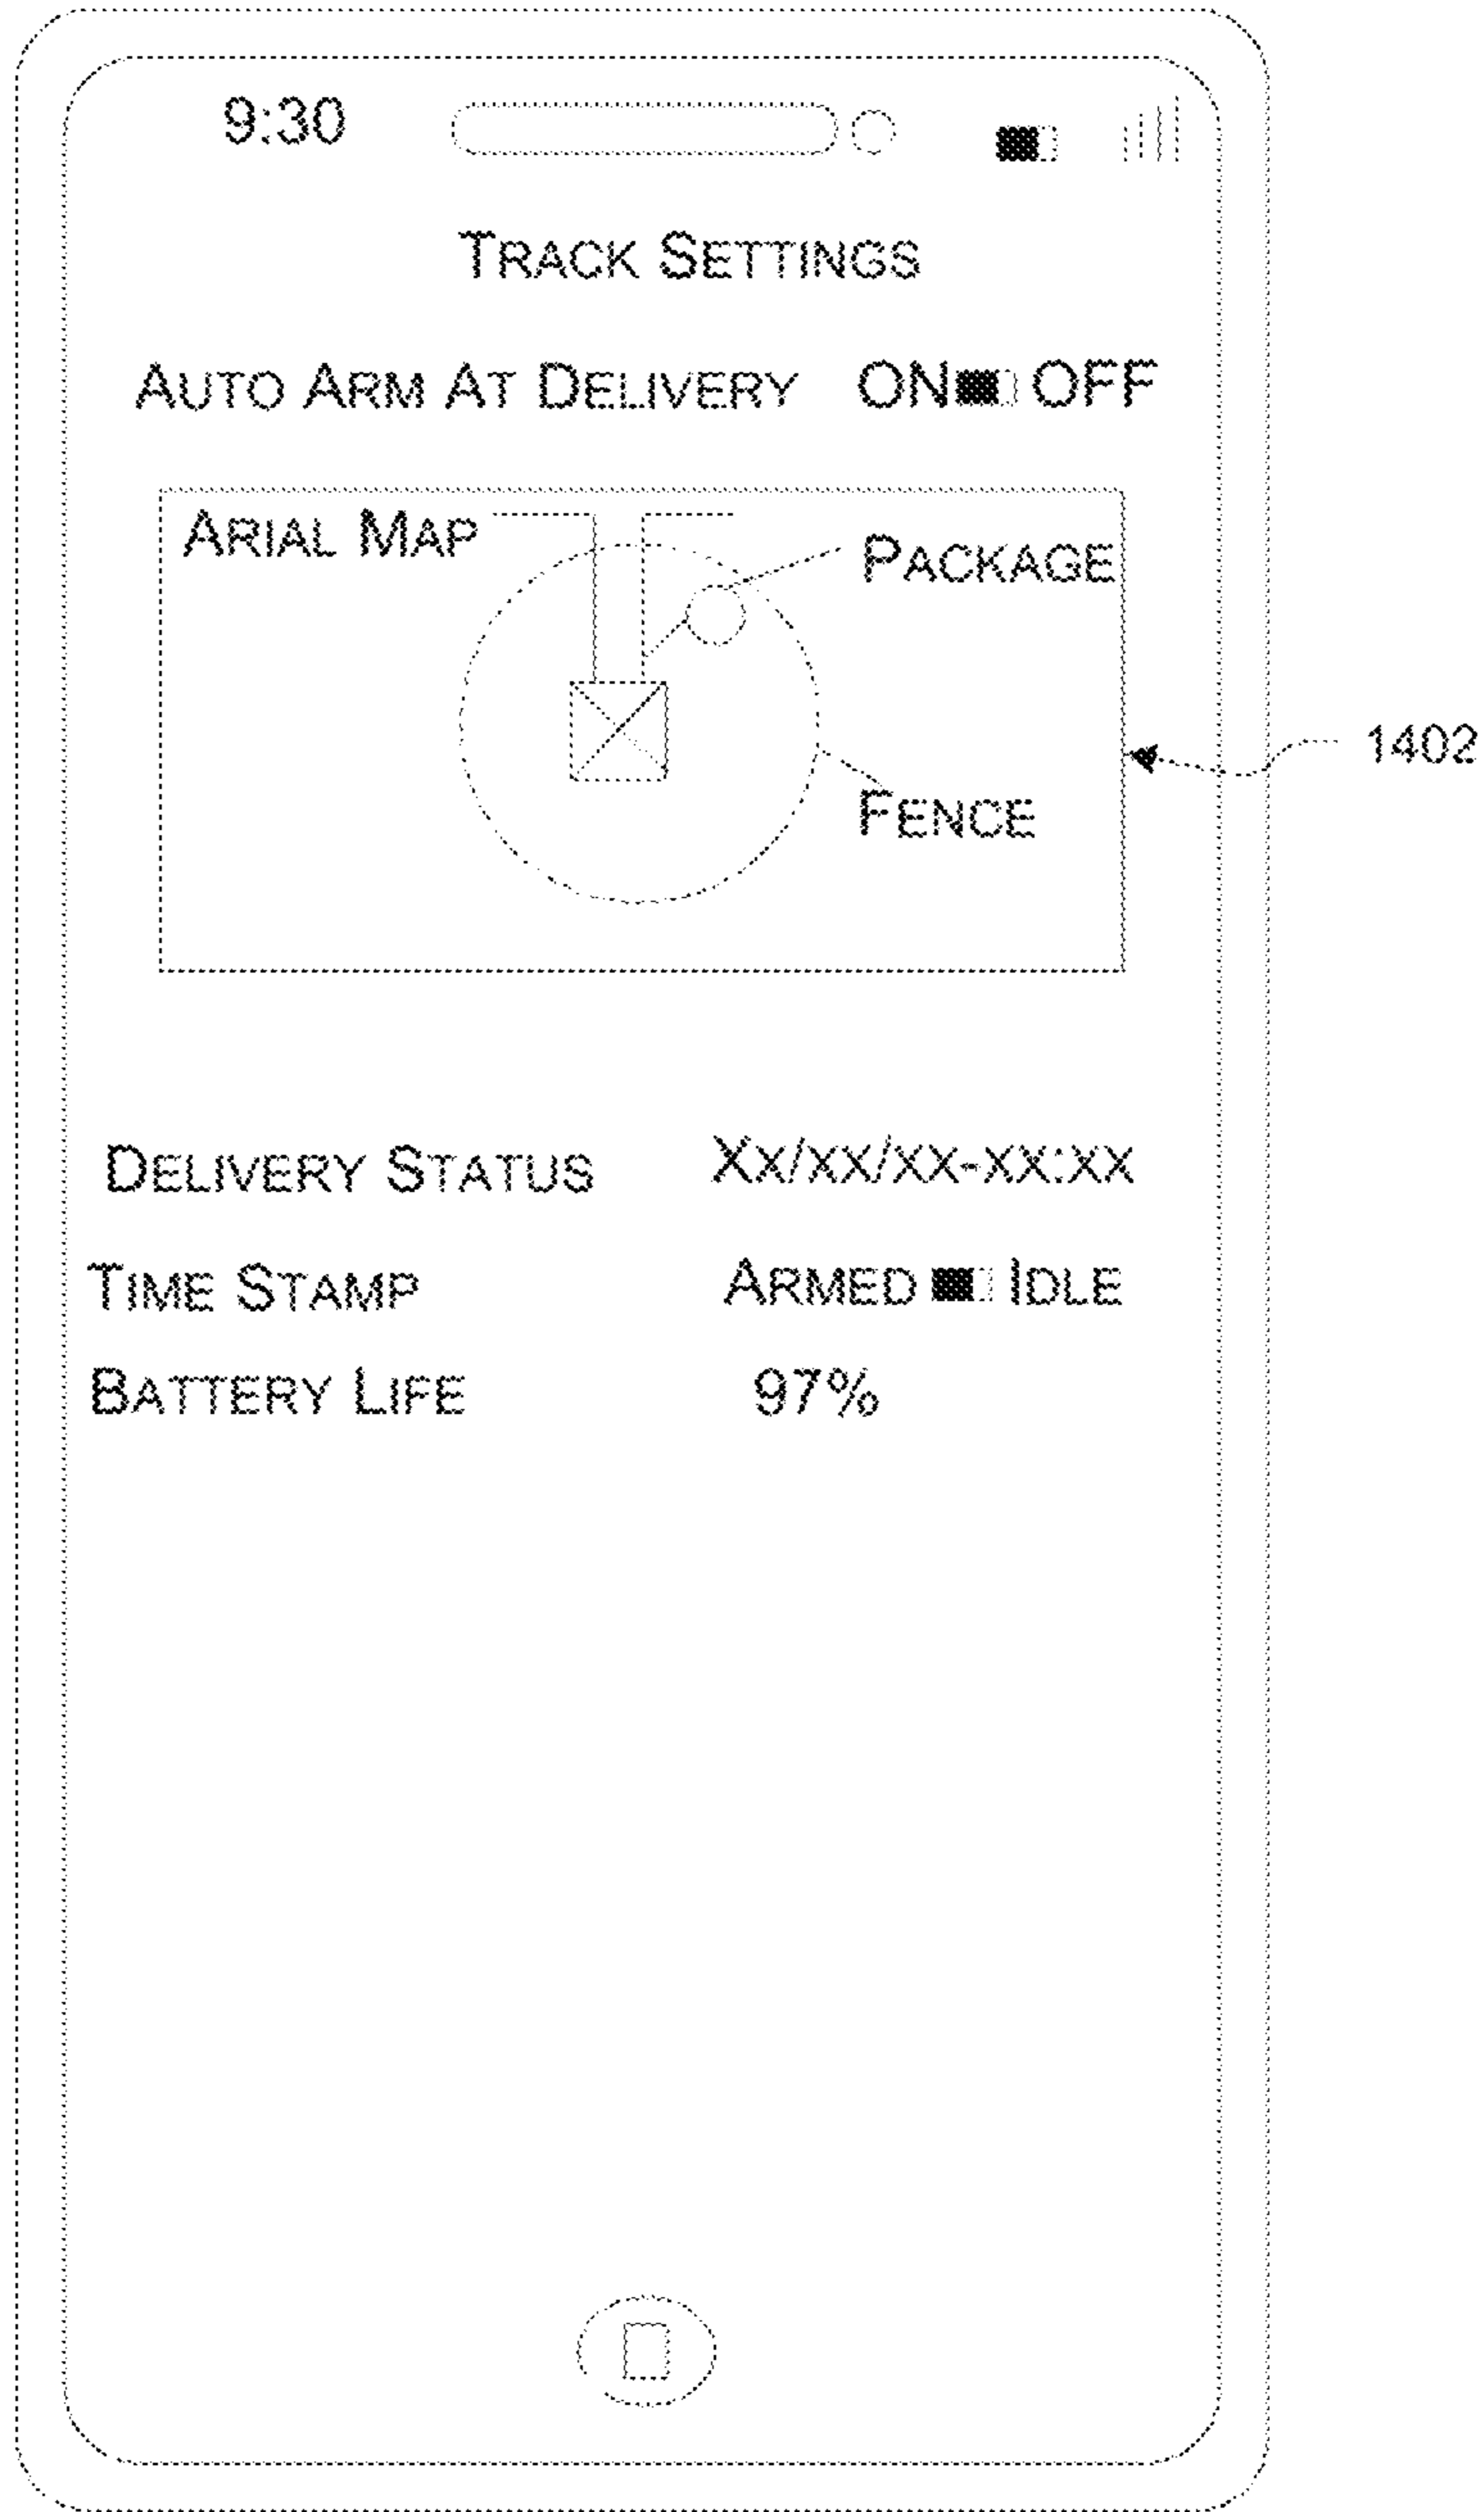 9:30
TRACK SETTINGS
AUTO ARM AT DELIVERY ON OFF
ARIAL MAP
PACKAGE
1402
FENCE
DELIVERY STATUS XX/XX/XX-XX:XX
TIME STAMP ARMED IDLE
BATTERY LIFE 97%